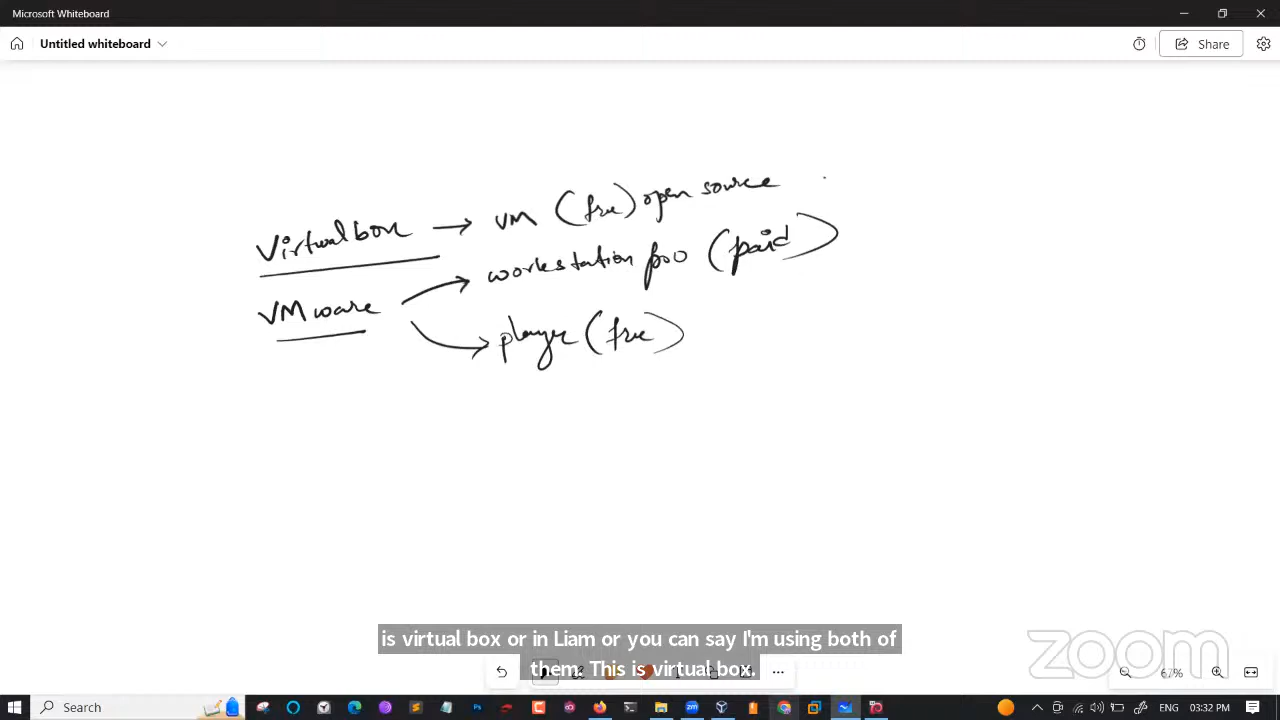 Microsoft Whiteboard
Untitled whiteboard
Share
Virtualbox → VM (free) open source
VMware → workstation pro (paid)
→ player (free)
is virtual box or in Liam or you can say I'm using both of
them. This is virtual box.
zoom
67%
Search
ENG 03:32 PM